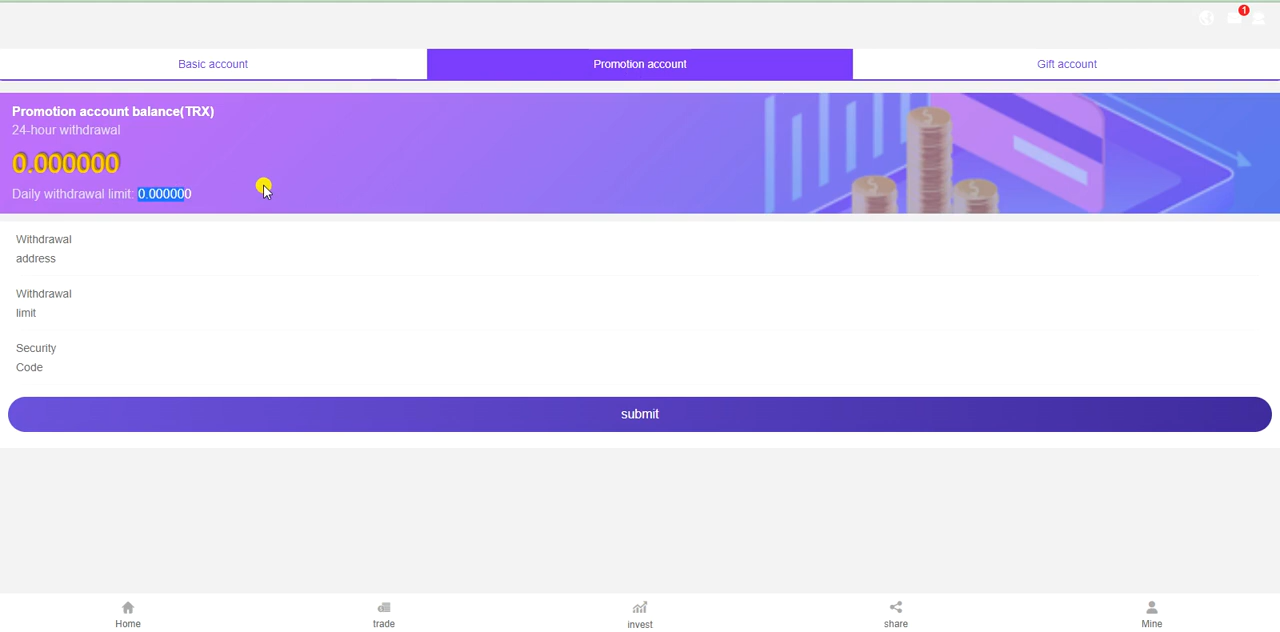 1
Basic account
Promotion account
Gift account
Promotion account balance(TRX)
24-hour withdrawal
0.000000
Daily withdrawal limit: 0.000000
Withdrawal
address
Withdrawal
limit
Security
Code
submit
Home
trade
invest
share
Mine